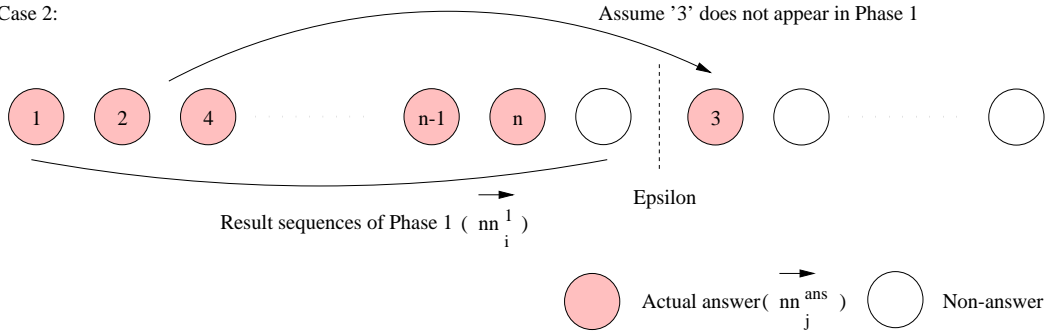 Case 2:
Assume '3' does not appear in Phase 1
1 2 4 n-1 n 3
Epsilon
Result sequences of Phase 1 ( nn i 1 )
Actual answer( nn j ans ) Non-answer